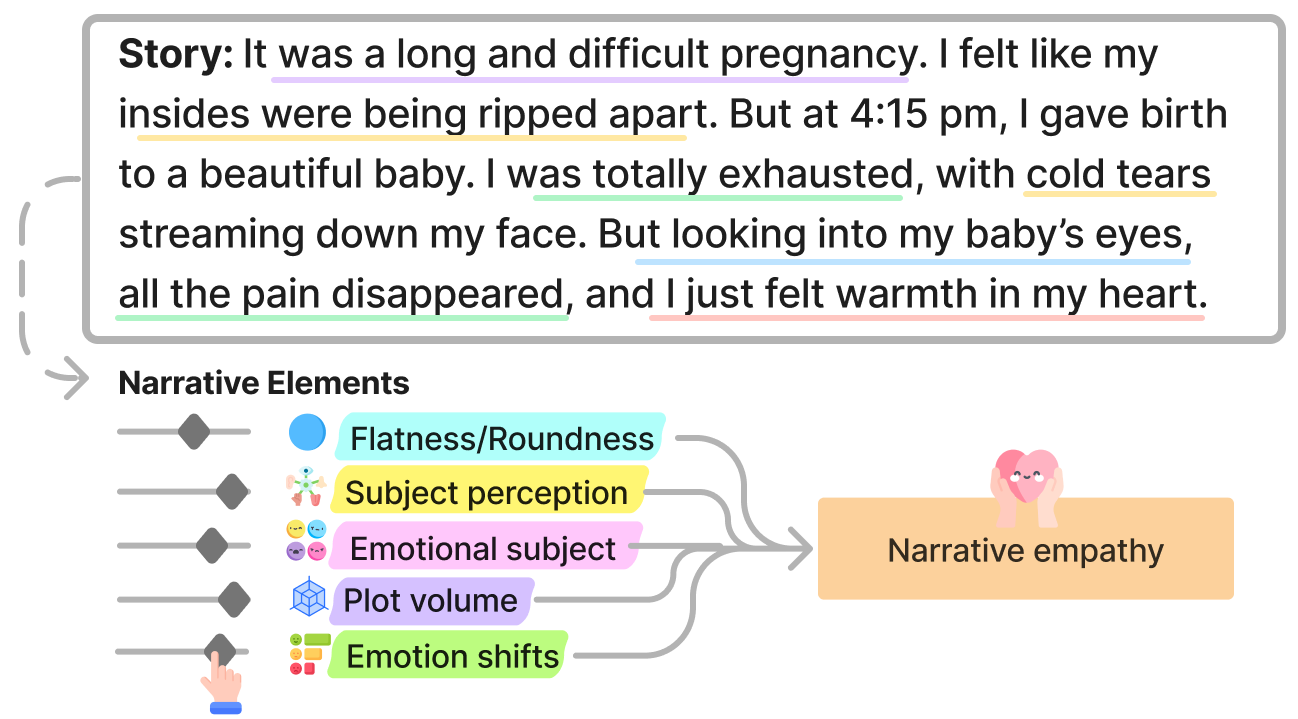 Story: It was a long and difficult pregnancy. I felt like my
insides were being ripped apart. But at 4:15 pm, I gave birth
to a beautiful baby. I was totally exhausted, with cold tears
streaming down my face. But looking into my baby’s eyes,
all the pain disappeared, and I just felt warmth in my heart.
Narrative Elements
Flatness/Roundness
Subject perception
Emotional subject
Plot volume
Emotion shifts
Narrative empathy